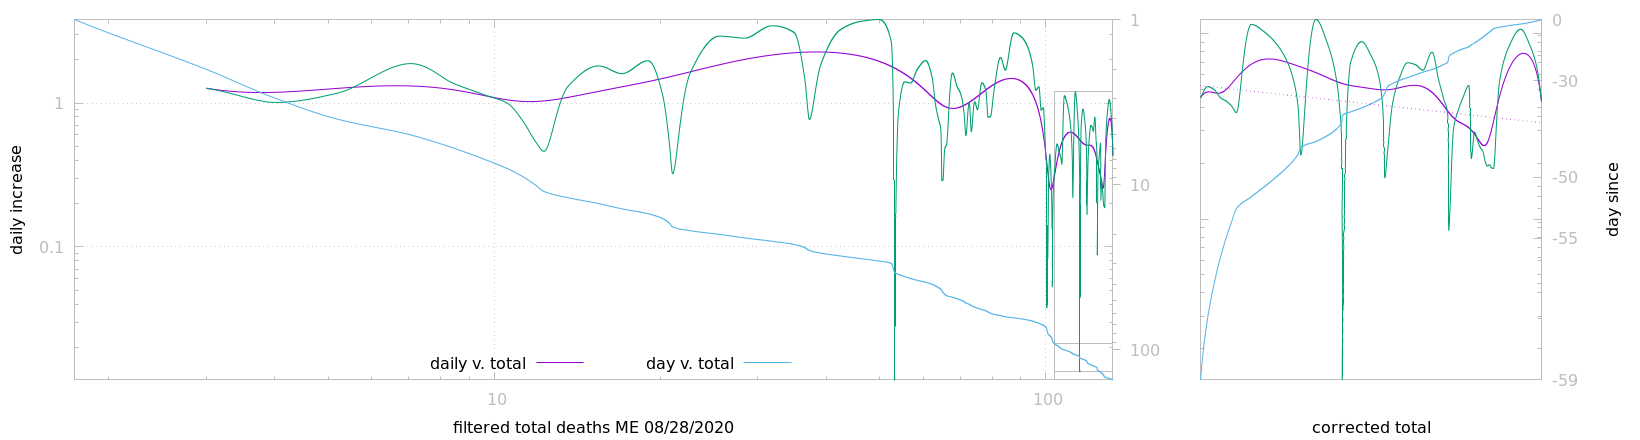 1
0
daily increase
1
0.1
-30
10
-50
-55
day since
daily v. total
day v. total
100
-59
10
100
filtered total deaths ME 08/28/2020
corrected total